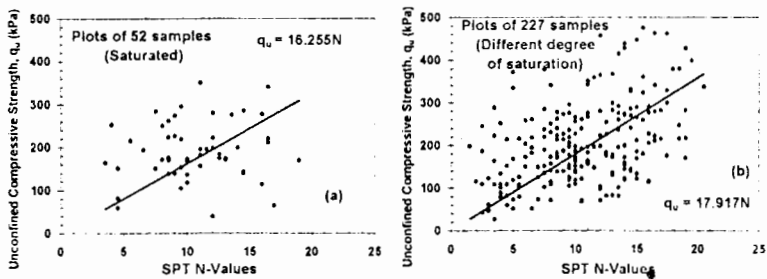 Unconfined Compressive Strength, qᵤ (kPa)
500
400
300
200
100
0
Plots of 52 samples
(Saturated)
qᵤ = 16.255N
(a)
0 5 10 15 20 25
SPT N-Values
Unconfined Compressive Strength, qᵤ (kPa)
500
400
300
200
100
0
Plots of 227 samples
(Different degree
of saturation)
(b)
qᵤ = 17.917N
0 5 10 15 20 25
SPT N-Values